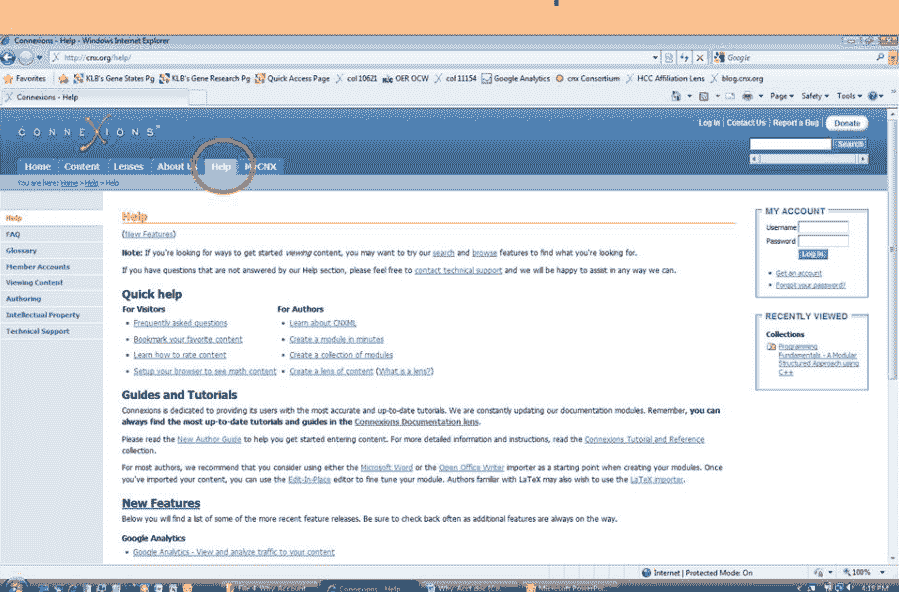 Connexions - Help - Windows Internet Explorer
http://cnx.org/help/
Google
Favorites KLB's Gene States Pg KLB's Gene Research Pg Quick Access Page col10621 OER OCW col11154 Google Analytics cnx Consortium HCC Affiliation Lens blog.cnx.org
Connexions - Help
Page Safety Tools
CONNEXIONS
Log In | Contact Us | Report a Bug Donate
Search
Home Content Lenses About Us Help MyCNX
You are here: Home > Help > Help
Help
FAQ
Glossary
Member Accounts
Viewing Content
Authoring
Intellectual Property
Technical Support
Help
(New Features)
Note: If you're looking for ways to get started viewing content, you may want to try our search and browse features to find what you're looking for.
If you have questions that are not answered by our Help section, please feel free to contact technical support and we will be happy to assist in any way we can.
Quick help
For Visitors
Frequently asked questions
Bookmark your favorite content
Learn how to rate content
Setup your browser to see math content
For Authors
Learn about CNXML
Create a module in minutes
Create a collection of modules
Create a lens of content (What is a lens?)
Guides and Tutorials
Connexions is dedicated to providing its users with the most accurate and up-to-date tutorials. We are constantly updating our documentation modules. Remember, you can
always find the most up-to-date tutorials and guides in the Connexions Documentation lens.
Please read the New Author Guide to help you get started entering content. For more detailed information and instructions, read the Connexions Tutorial and Reference
collection.
For most authors, we recommend that you consider using either the Microsoft Word or the Open Office Writer importer as a starting point when creating your modules. Once
you've imported your content, you can use the Edit-In-Place editor to fine tune your module. Authors familiar with LaTeX may also wish to use the LaTeX importer.
New Features
Below you will find a list of some of the more recent feature releases. Be sure to check back often as additional features are always on the way.
Google Analytics
Google Analytics - View and analyze traffic to your content
MY ACCOUNT
Username
Password
Log in
Get an account
Forgot your password?
RECENTLY VIEWED
Collections
Programming
Fundamentals - A Modular
Structured Approach using
C++
Internet | Protected Mode: On
100%
Connexions - Help
Microsoft PowerPo...
4:19 PM